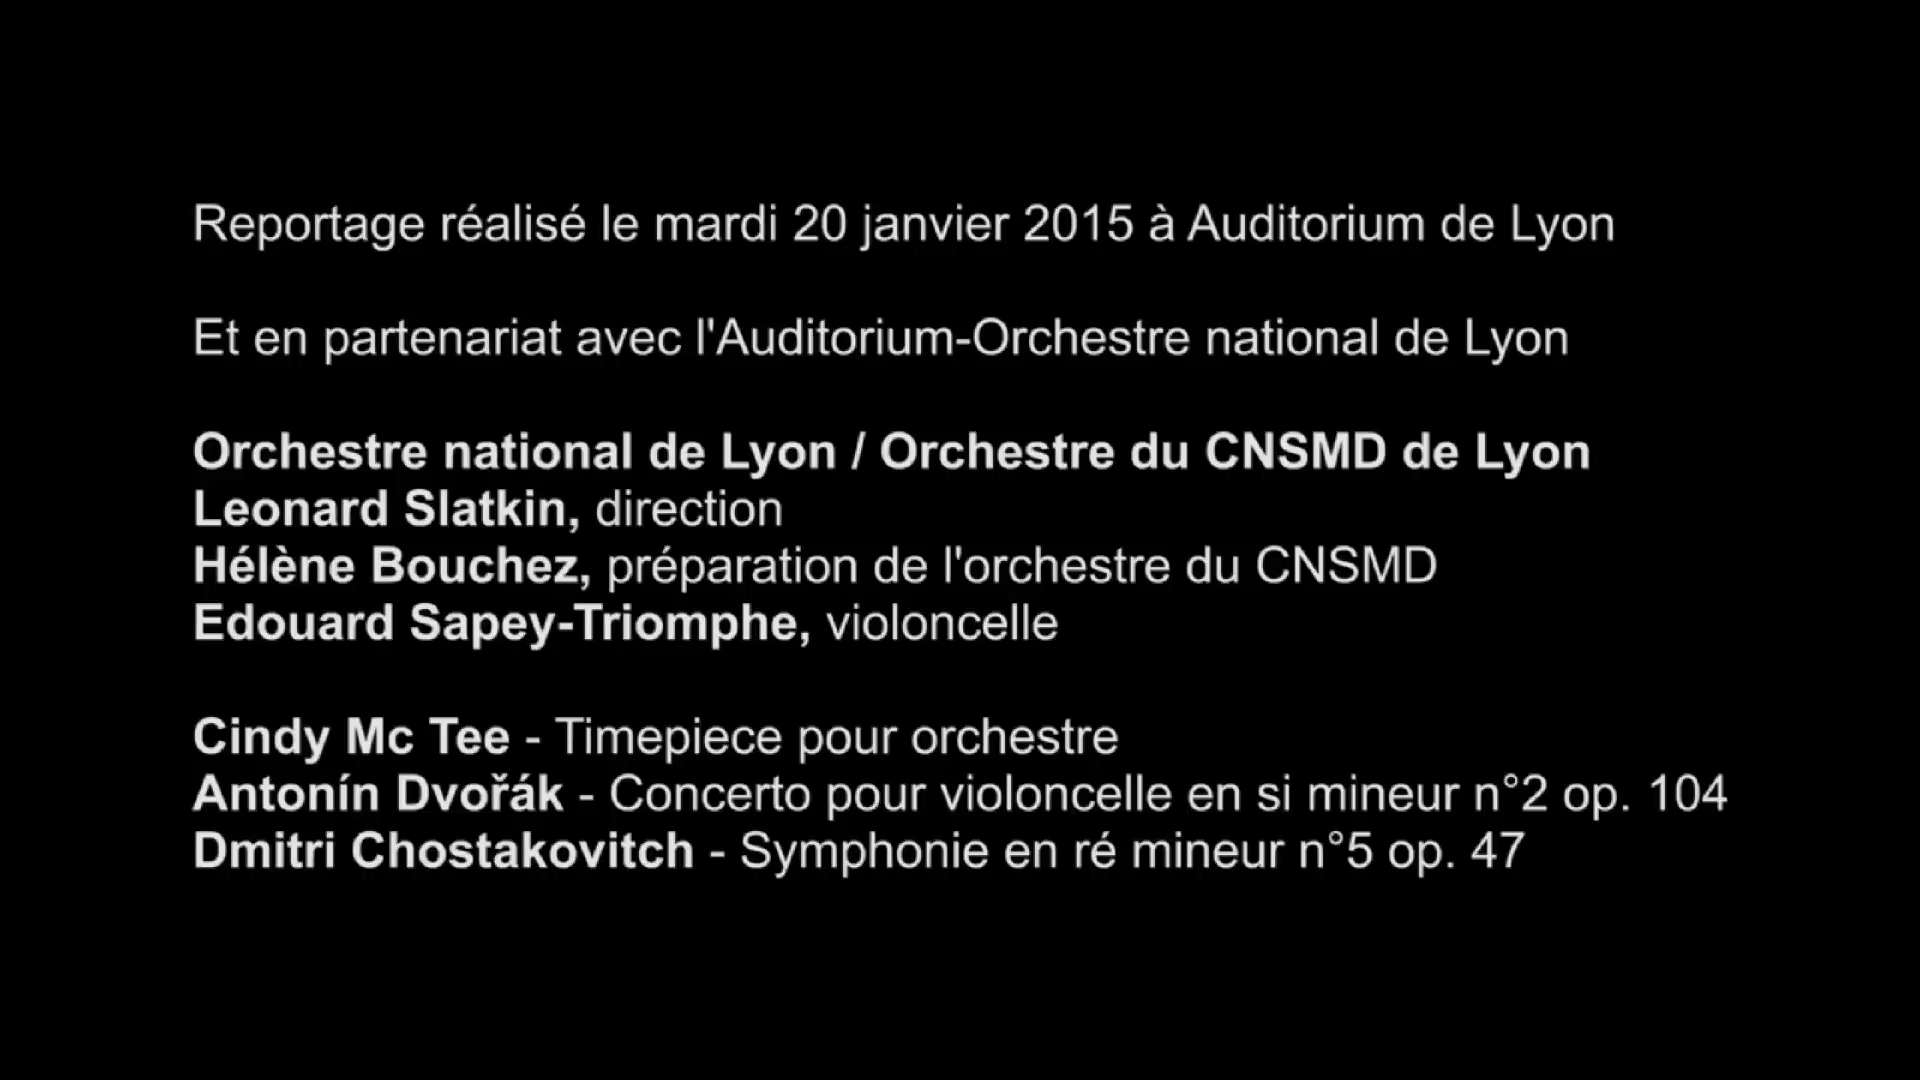 Reportage réalisé le mardi 20 janvier 2015 à Auditorium de Lyon
Et en partenariat avec l'Auditorium-Orchestre national de Lyon
Orchestre national de Lyon / Orchestre du CNSMD de Lyon
Leonard Slatkin, direction
Hélène Bouchez, préparation de l'orchestre du CNSMD
Edouard Sapey-Triomphe, violoncelle
Cindy Mc Tee - Timepiece pour orchestre
Antonín Dvořák - Concerto pour violoncelle en si mineur n°2 op. 104
Dmitri Chostakovitch - Symphonie en ré mineur n°5 op. 47